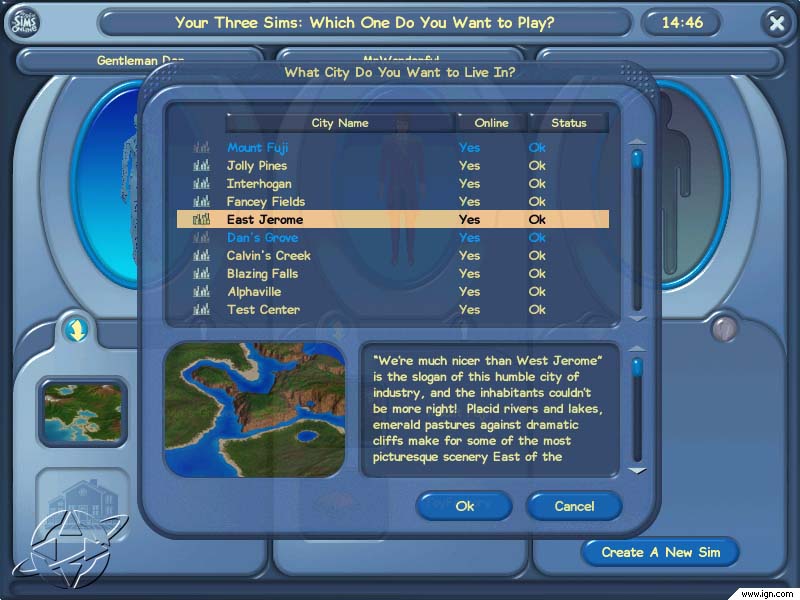 SIMS
ONLINE
Your Three Sims: Which One Do You Want to Play?
14:46
Gentleman Dan
MrWonderful
What City Do You Want to Live In?
City Name Online Status
Mount Fuji Yes Ok
Jolly Pines Yes Ok
Interhogan Yes Ok
Fancey Fields Yes Ok
East Jerome Yes Ok
Dan's Grove Yes Ok
Calvin's Creek Yes Ok
Blazing Falls Yes Ok
Alphaville Yes Ok
Test Center Yes Ok
"We're much nicer than West Jerome"
is the slogan of this humble city of
industry, and the inhabitants couldn't
be more right! Placid rivers and lakes,
emerald pastures against dramatic
cliffs make for some of the most
picturesque scenery East of the
Ok
Cancel
Create A New Sim
www.ign.com